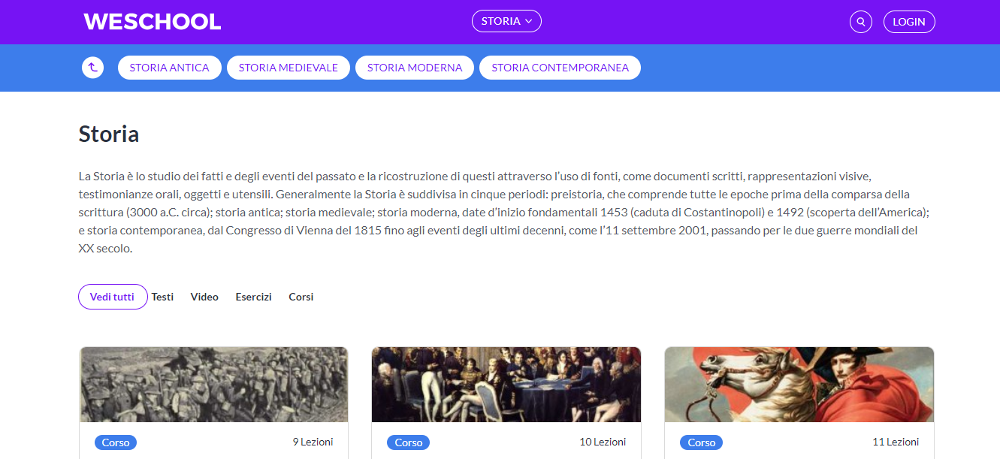 WESCHOOL
STORIA
LOGIN
STORIA ANTICA
STORIA MEDIEVALE
STORIA MODERNA
STORIA CONTEMPORANEA
Storia
La Storia è lo studio dei fatti e degli eventi del passato e la ricostruzione di questi attraverso l’uso di fonti, come documenti scritti, rappresentazioni visive,
testimonianze orali, oggetti e utensili. Generalmente la Storia è suddivisa in cinque periodi: preistoria, che comprende tutte le epoche prima della comparsa della
scrittura (3000 a.C. circa); storia antica; storia medievale; storia moderna, date d’inizio fondamentali 1453 (caduta di Costantinopoli) e 1492 (scoperta dell’America);
e storia contemporanea, dal Congresso di Vienna del 1815 fino agli eventi degli ultimi decenni, come l’11 settembre 2001, passando per le due guerre mondiali del
XX secolo.
Vedi tutti
Testi
Video
Esercizi
Corsi
Corso
9 Lezioni
Corso
10 Lezioni
Corso
11 Lezioni